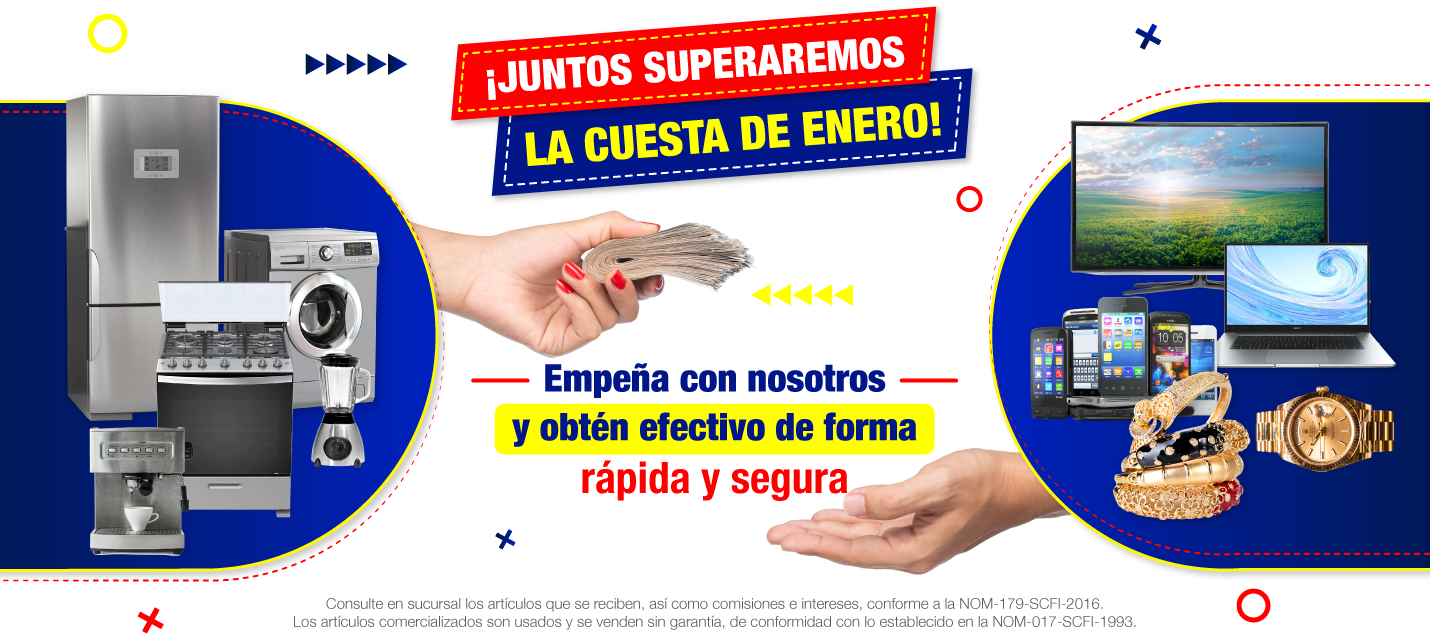 ¡JUNTOS SUPERAREMOS
LA CUESTA DE ENERO!
Empeña con nosotros
y obtén efectivo de forma
rápida y segura
10 05
Consulte en sucursal los artículos que se reciben, así como comisiones e intereses, conforme a la NOM-179-SCFI-2016.
Los artículos comercializados son usados y se venden sin garantía, de conformidad con lo establecido en la NOM-017-SCFI-1993.